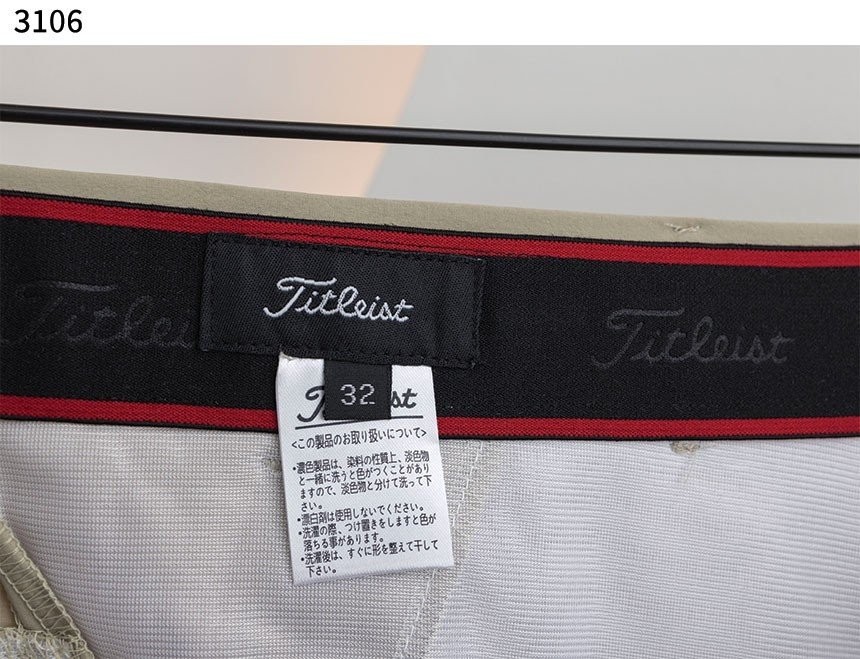 3106
Titleist
Titleist
Titleist
32
<この製品のお取り扱いについて>
・濃色製品は、染料の性質上、淡色物
と一緒に洗うと色がつくことがあり
ますので、淡色物と分けて洗って下
さい。
・漂白剤は使用しないでください。
・洗濯の際、つけ置きをしますと色が
落ちる事があります。
・洗濯後は、すぐに形を整えて干して
下さい。